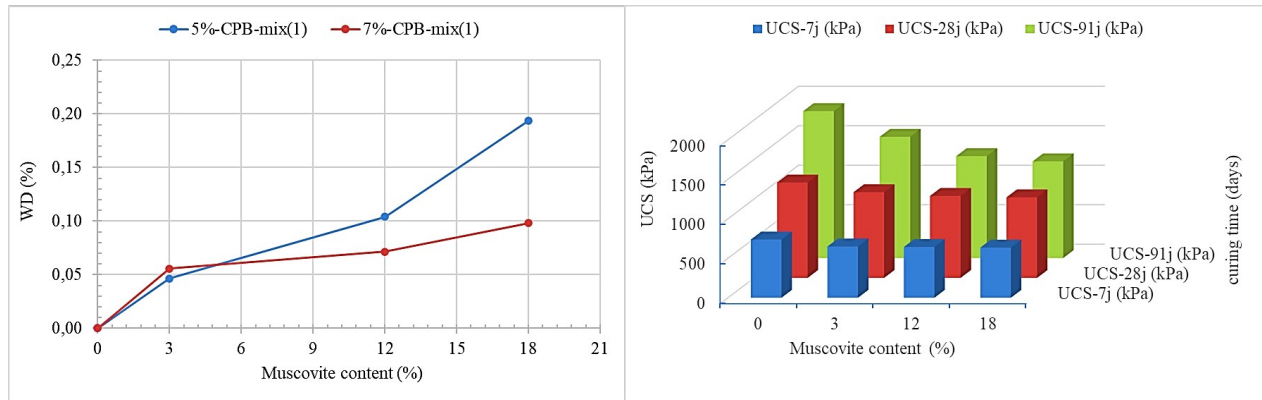 5%-CPB-mix(1) 7%-CPB-mix(1)
0,25
0,20
0,15
0,10
0,05
0,00
WD (%)
0 3 6 9 12 15 18 21
Muscovite content (%)
UCS-7j (kPa) UCS-28j (kPa) UCS-91j (kPa)
2000
1500
1000
500
0
UCS (kPa)
0 3 12 18
Muscovite content (%)
UCS-91j (kPa)
UCS-28j (kPa)
UCS-7j (kPa)
curing time (days)